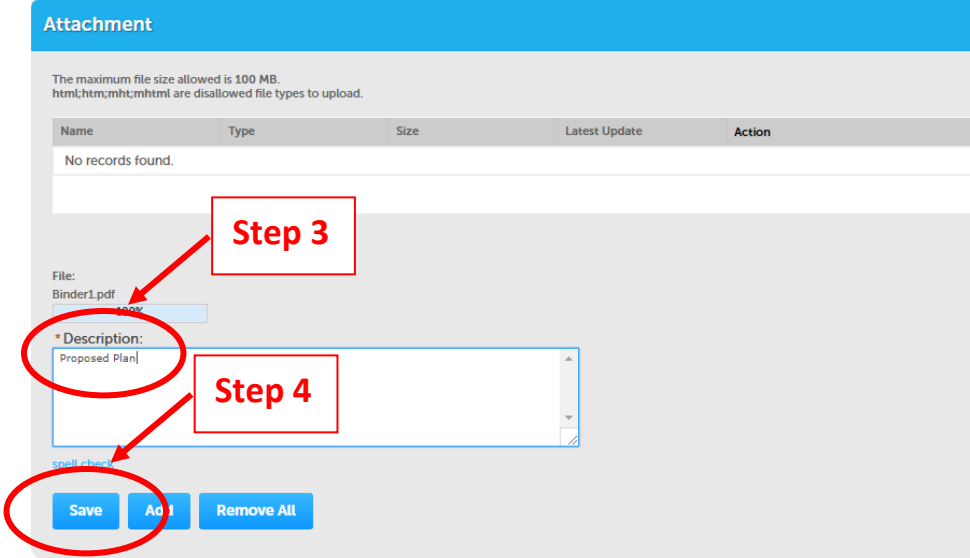 Attachment
The maximum file size allowed is 100 MB.
html;htm;mht;mhtml are disallowed file types to upload.
Name Type Size Latest Update Action
No records found.
Step 3
File:
Binder1.pdf
100%
*Description:
Proposed Plan
Step 4
spell check
Save Add Remove All